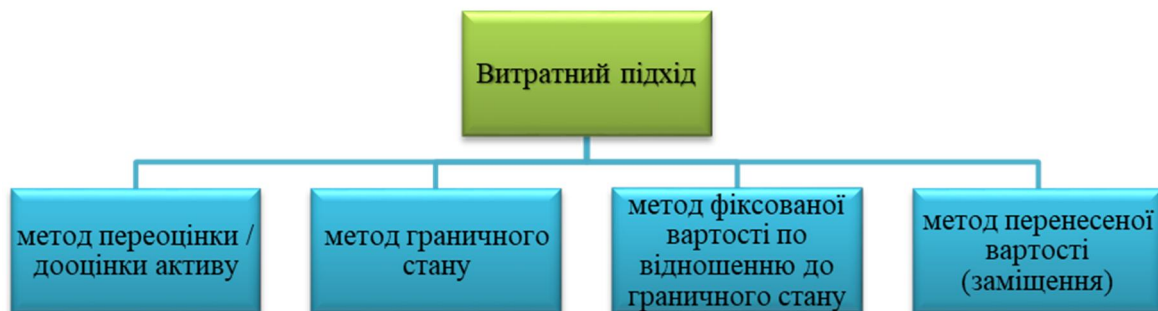 Витратний підхід
метод переоцінки /
дооцінки активу
метод граничного
стану
метод фіксованої
вартості по
відношенню до
граничного стану
метод перенесеної
вартості
(заміщення)